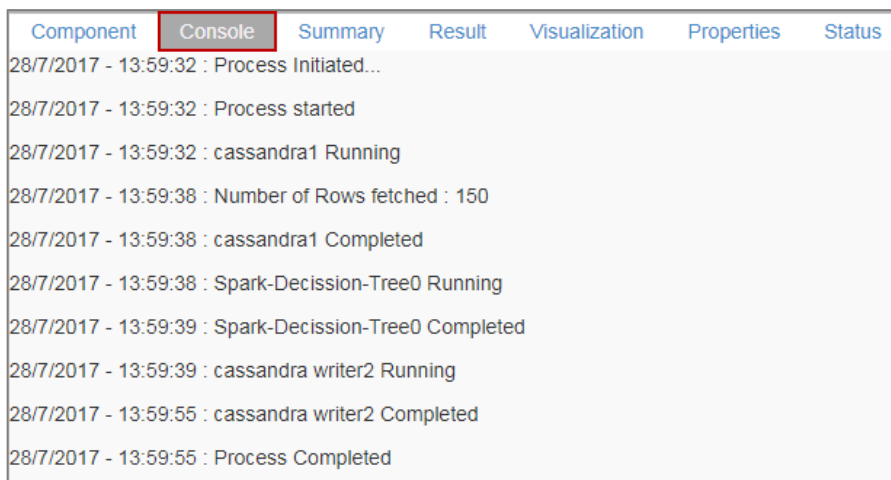 Component Console Summary Result Visualization Properties Status
28/7/2017 - 13:59:32 : Process Initiated...
28/7/2017 - 13:59:32 : Process started
28/7/2017 - 13:59:32 : cassandra1 Running
28/7/2017 - 13:59:38 : Number of Rows fetched : 150
28/7/2017 - 13:59:38 : cassandra1 Completed
28/7/2017 - 13:59:38 : Spark-Decission-Tree0 Running
28/7/2017 - 13:59:39 : Spark-Decission-Tree0 Completed
28/7/2017 - 13:59:39 : cassandra writer2 Running
28/7/2017 - 13:59:55 : cassandra writer2 Completed
28/7/2017 - 13:59:55 : Process Completed